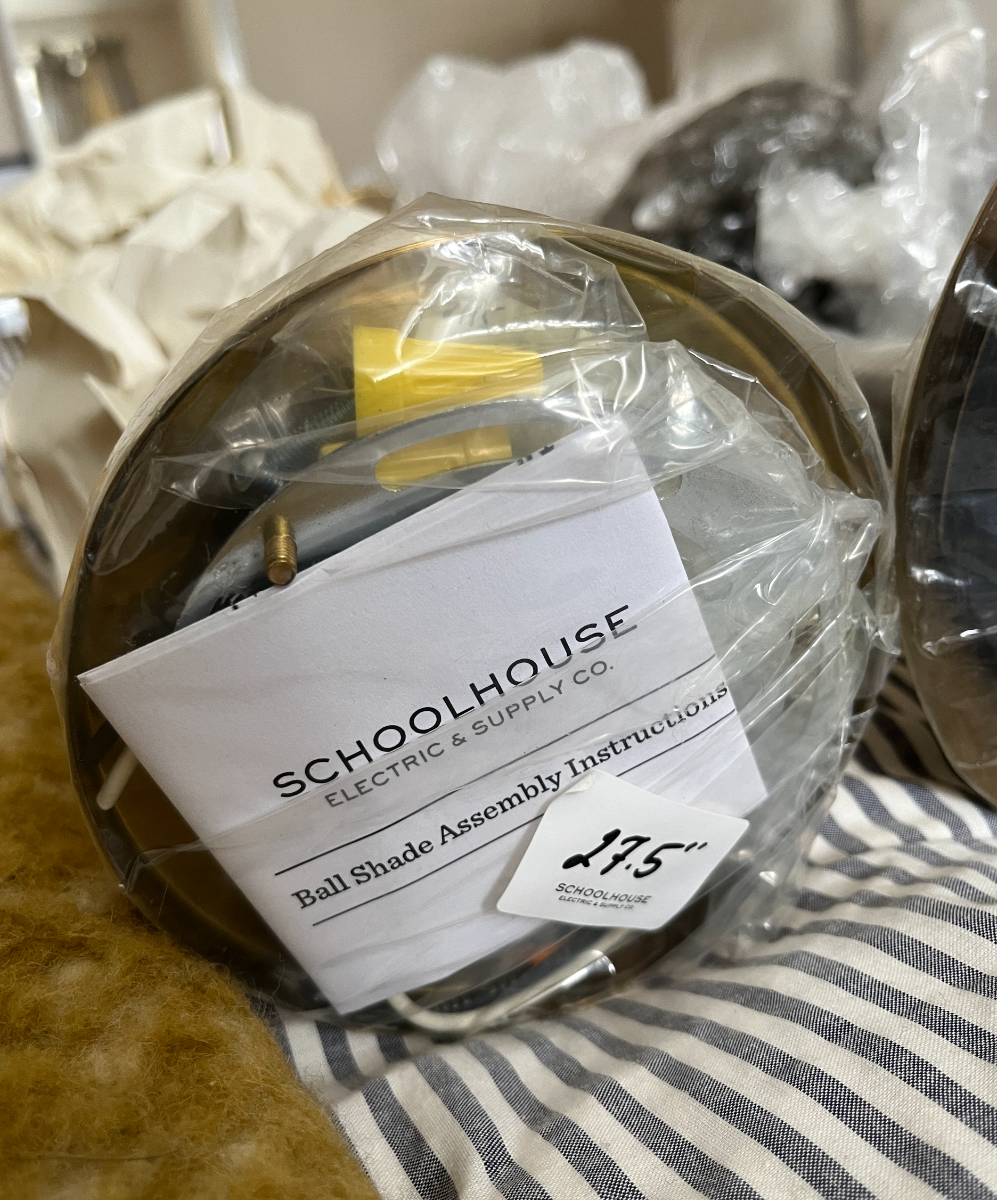 SCHOOLHOUSE
ELECTRIC & SUPPLY CO.
Ball Shade Assembly Instructions
27.5"
SCHOOLHOUSE
ELECTRIC & SUPPLY CO.